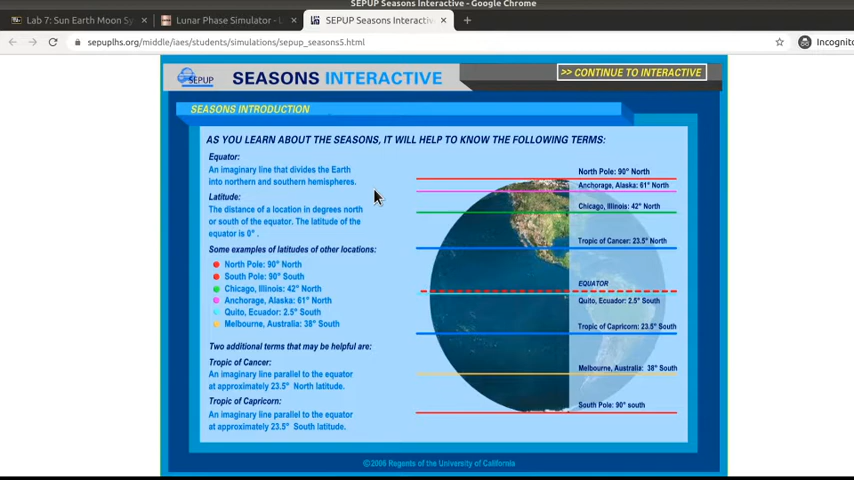 SEPUP Seasons Interactive - Google Chrome
Lab 7: Sun Earth Moon Sy
Lunar Phase Simulator -
SEPUP Seasons Interactiv
sepuplhs.org/middle/iaes/students/simulations/sepup_seasons5.html
Incognito
SEPUP
SEASONS INTERACTIVE
>> CONTINUE TO INTERACTIVE
SEASONS INTRODUCTION
AS YOU LEARN ABOUT THE SEASONS, IT WILL HELP TO KNOW THE FOLLOWING TERMS:
Equator:
An imaginary line that divides the Earth
into northern and southern hemispheres.
Latitude:
The distance of a location in degrees north
or south of the equator. The latitude of the
equator is 0° .
Some examples of latitudes of other locations:
North Pole: 90° North
South Pole: 90° South
Chicago, Illinois: 42° North
Anchorage, Alaska: 61° North
Quito, Ecuador: 2.5° South
Melbourne, Australia: 38° South
Two additional terms that may be helpful are:
Tropic of Cancer:
An imaginary line parallel to the equator
at approximately 23.5° North latitude.
Tropic of Capricorn:
An imaginary line parallel to the equator
at approximately 23.5° South latitude.
North Pole: 90° North
Anchorage, Alaska: 61° North
Chicago, Illinois: 42° North
Tropic of Cancer: 23.5° North
EQUATOR
Quito, Ecuador: 2.5° South
Tropic of Capricorn: 23.5° South
Melbourne, Australia: 38° South
South Pole: 90° south
©2006 Regents of the University of California